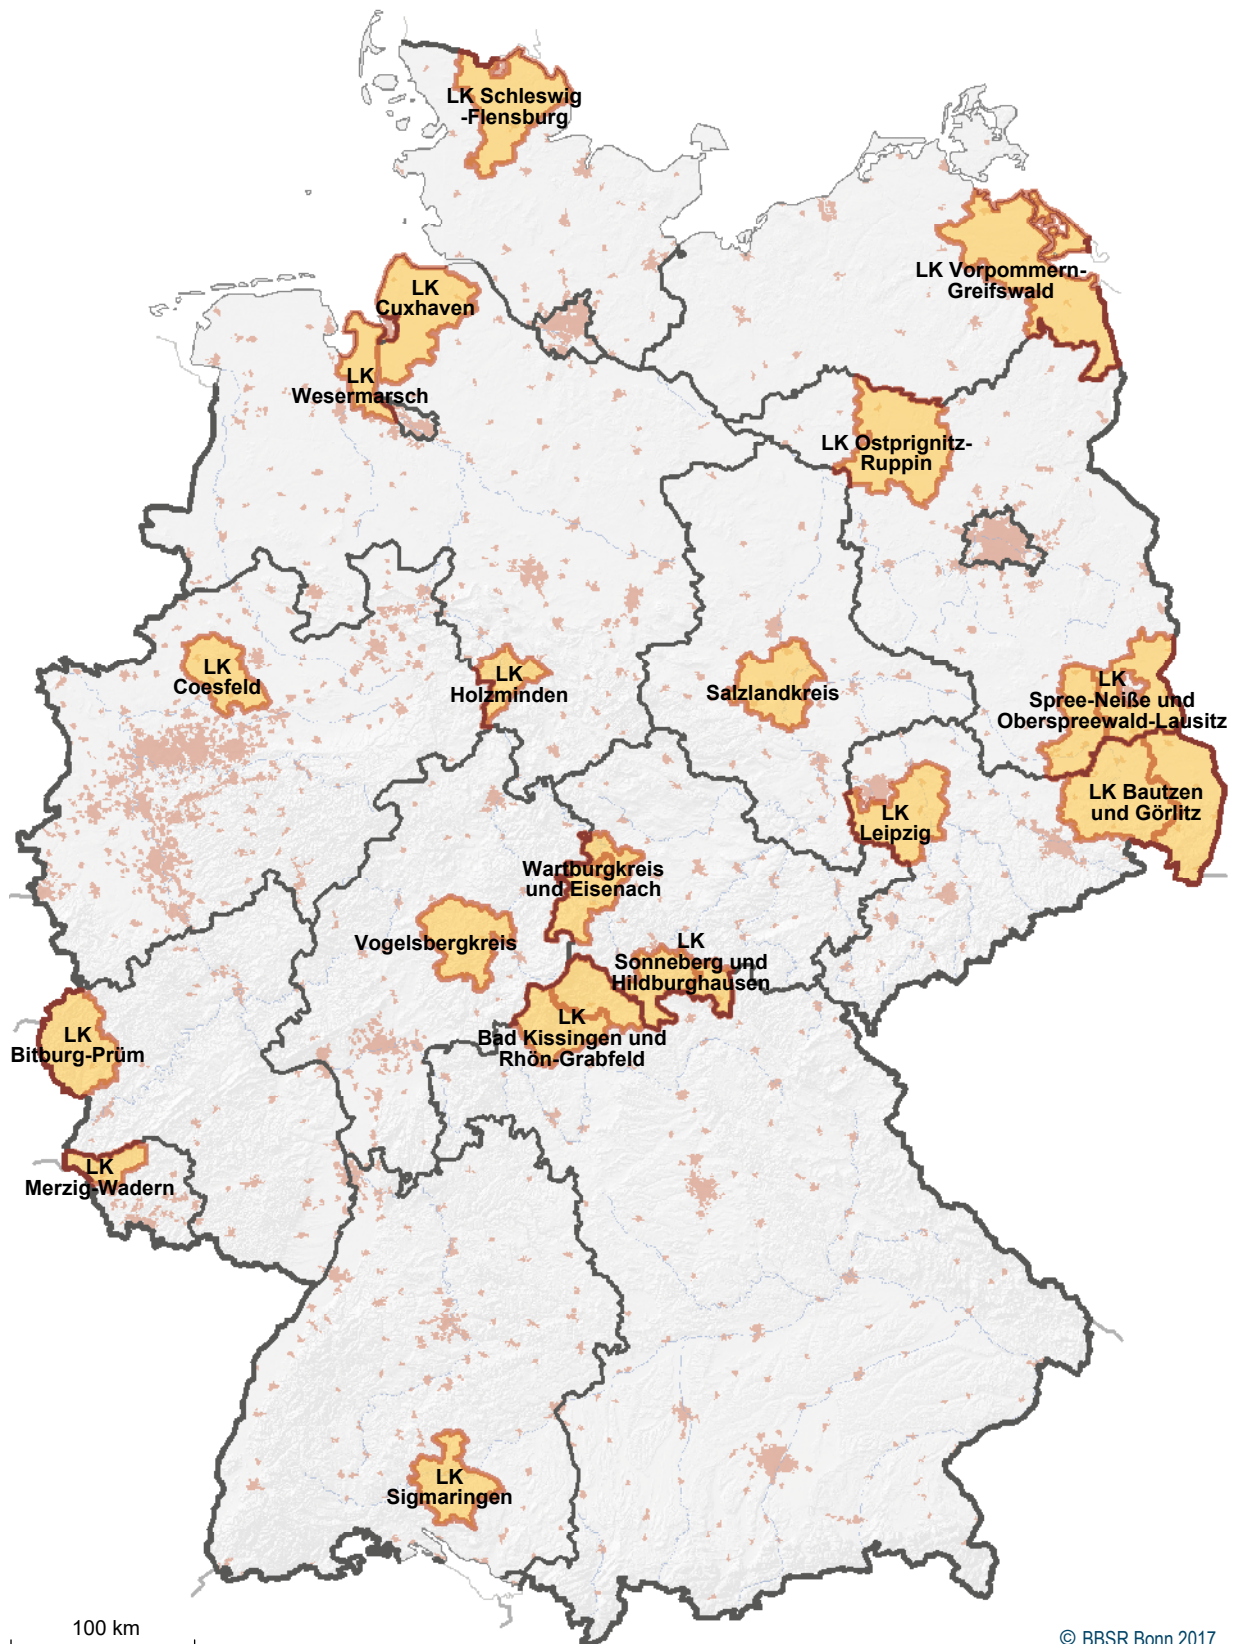 LK Schleswig
-Flensburg
LK Vorpommern-
Greifswald
LK
Cuxhaven
LK
Wesermarsch
LK Ostprignitz-
Ruppin
LK
Coesfeld
LK
Holzminden
Salzlandkreis
LK
Spree-Neiße und
Oberspreewald-Lausitz
LK Bautzen
und Görlitz
LK
Leipzig
Wartburgkreis
und Eisenach
Vogelsbergkreis
LK
Sonneberg und
Hildburghausen
LK
Bad Kissingen und
Rhön-Grabfeld
LK
Bitburg-Prüm
LK
Merzig-Wadern
LK
Sigmaringen
100 km
© BBSR Bonn 2017